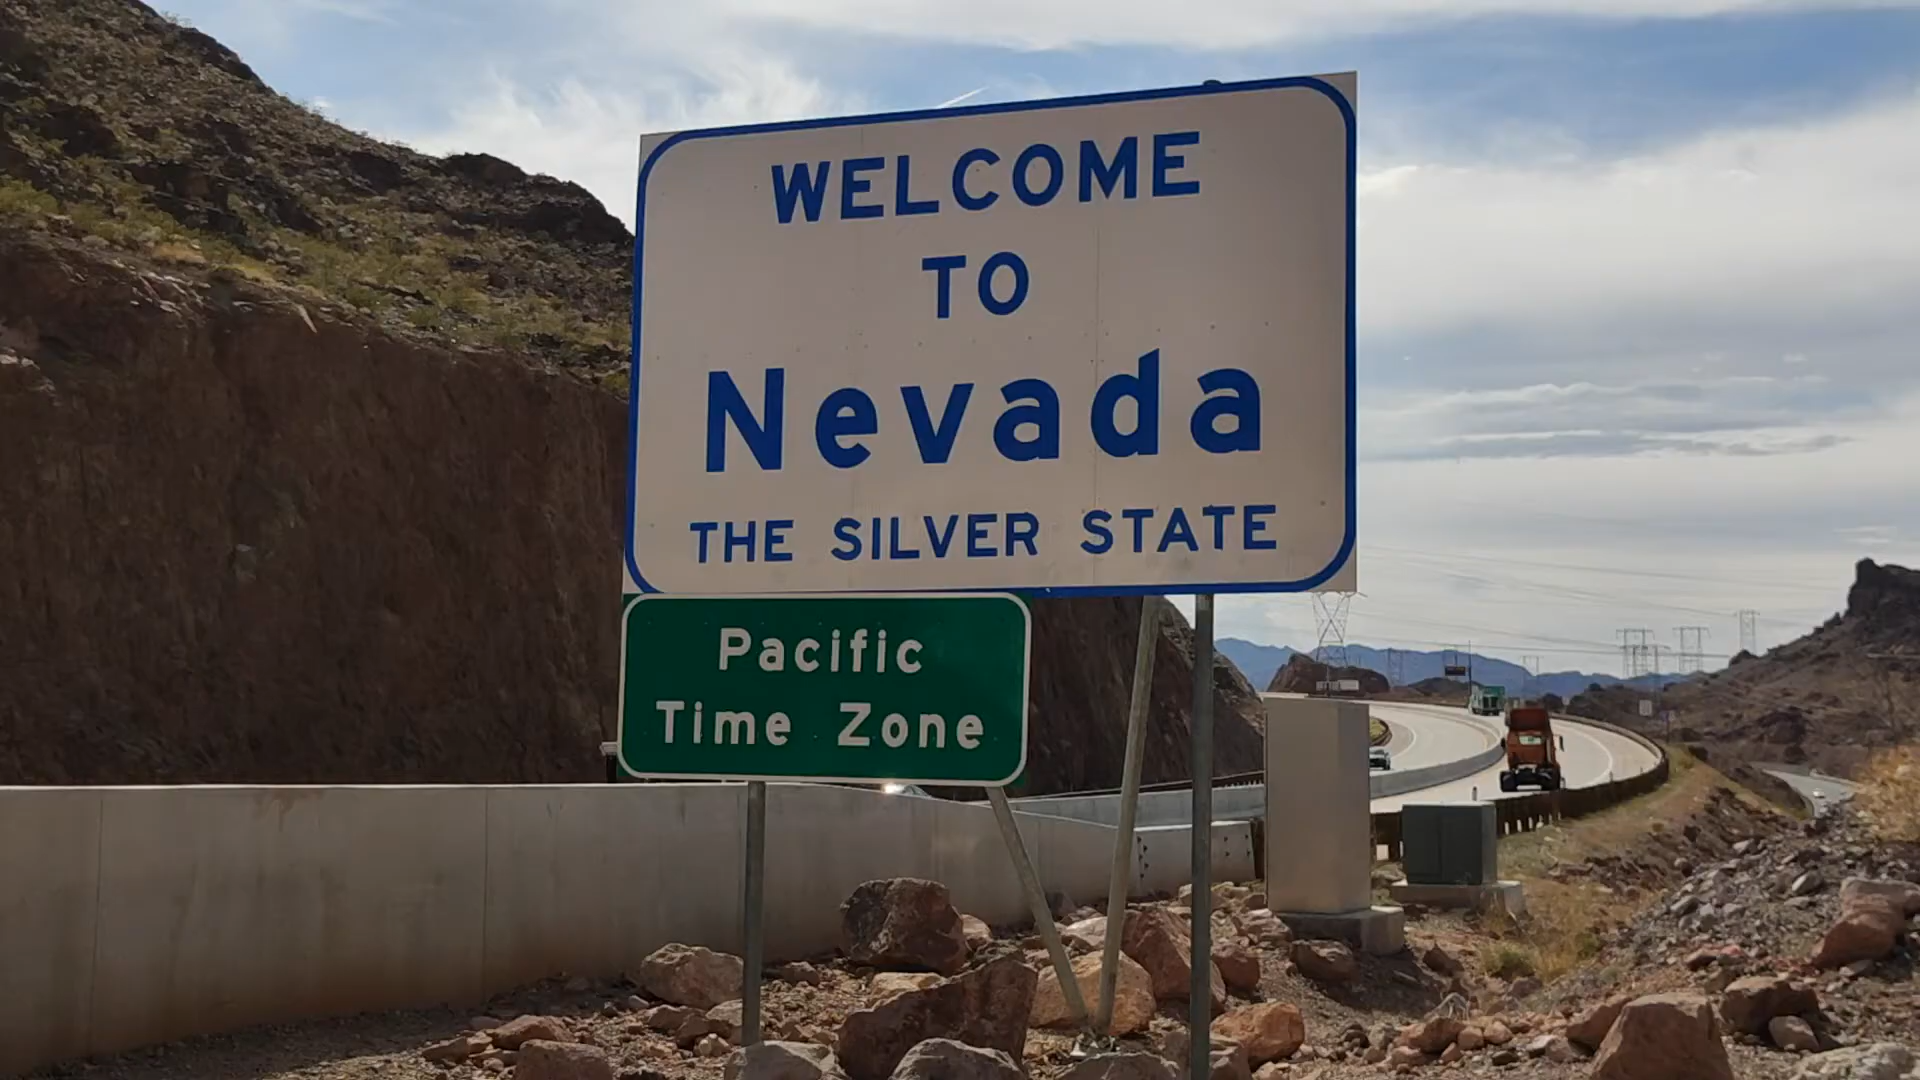 WELCOME
TO
Nevada
THE SILVER STATE
Pacific
Time Zone